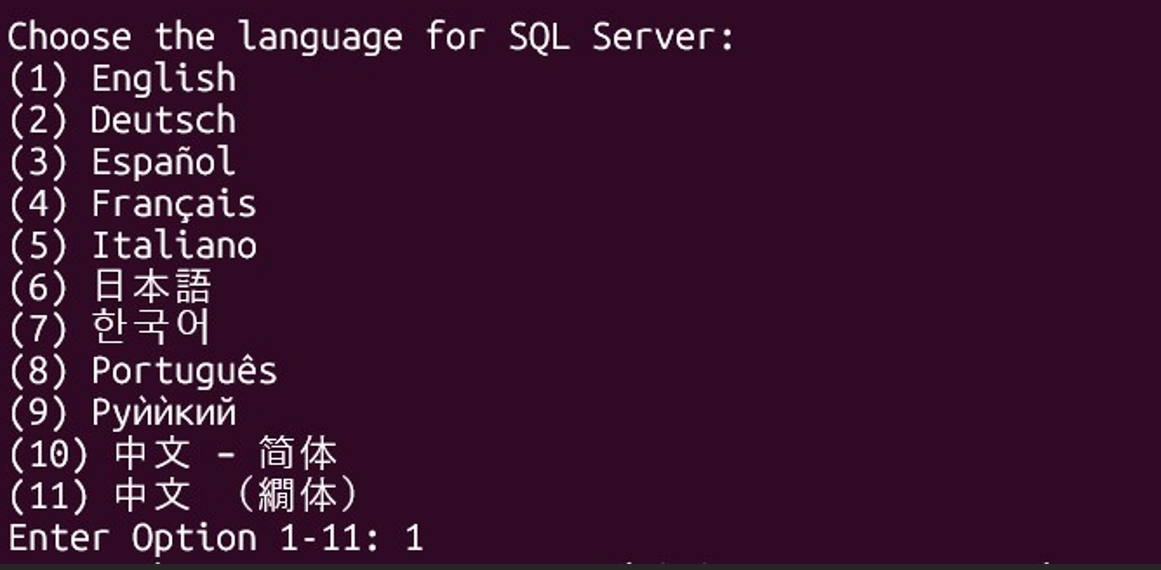 Choose the language for SQL Server:
(1) English
(2) Deutsch
(3) Español
(4) Français
(5) Italiano
(6) 日本語
(7) 한국어
(8) Português
(9) Руѝѝкий
(10) 中文 – 简体
(11) 中文 （繝体）
Enter Option 1-11: 1